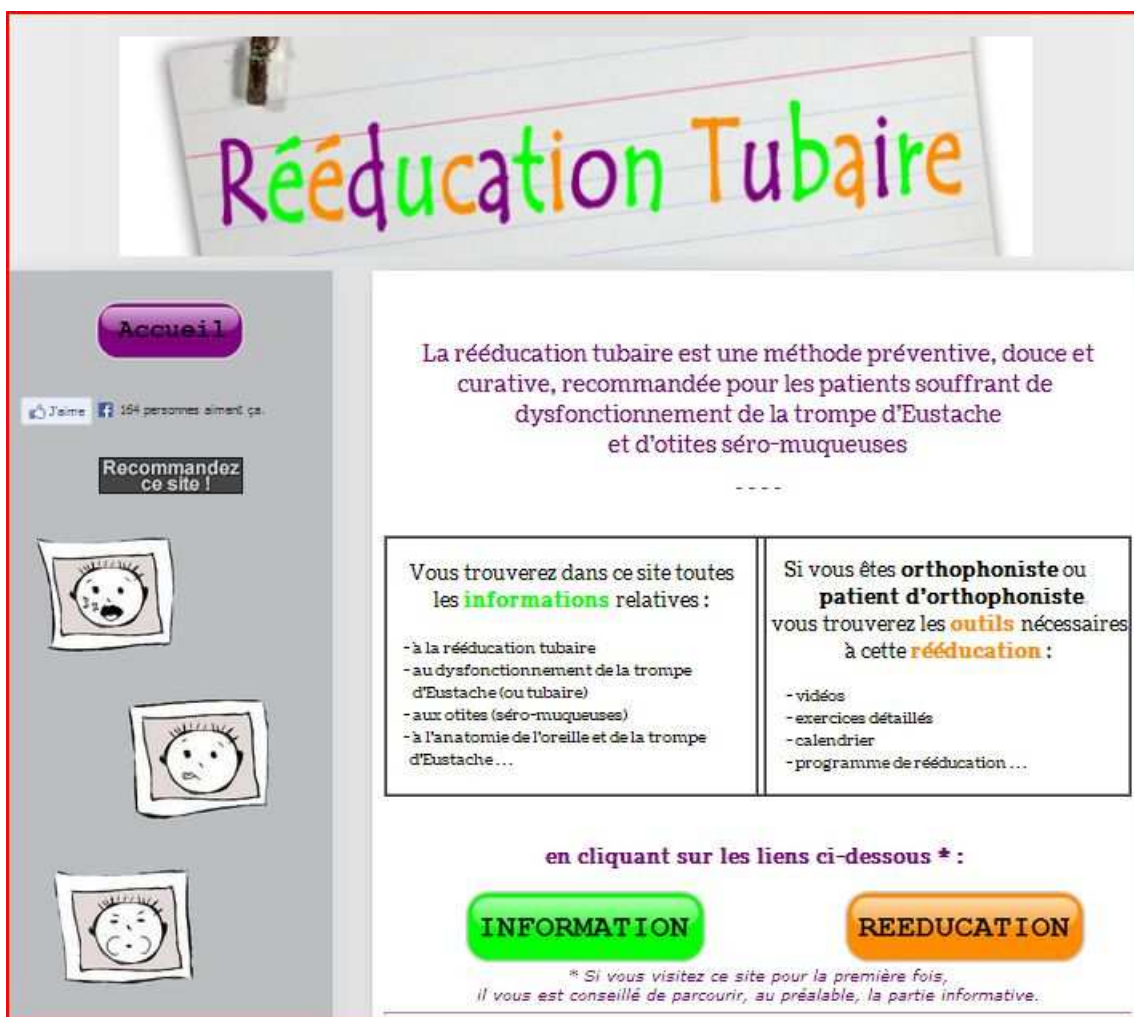 Rééducation Tubaire
Accueil
J'aime 164 personnes aiment ça.
Recommandez
ce site !
La rééducation tubaire est une méthode préventive, douce et
curative, recommandée pour les patients souffrant de
dysfonctionnement de la trompe d'Eustache
et d'otites séro-muqueuses
- - - -
Vous trouverez dans ce site toutes
les informations relatives :
- à la rééducation tubaire
- au dysfonctionnement de la trompe
d'Eustache (ou tubaire)
- aux otites (séro-muqueuses)
- à l'anatomie de l'oreille et de la trompe
d'Eustache ...
Si vous êtes orthophoniste ou
patient d'orthophoniste
vous trouverez les outils nécessaires
à cette rééducation :
- vidéos
- exercices détaillés
- calendrier
- programme de rééducation ...
en cliquant sur les liens ci-dessous * :
INFORMATION
REEDUCATION
* Si vous visitez ce site pour la première fois,
il vous est conseillé de parcourir, au préalable, la partie informative.